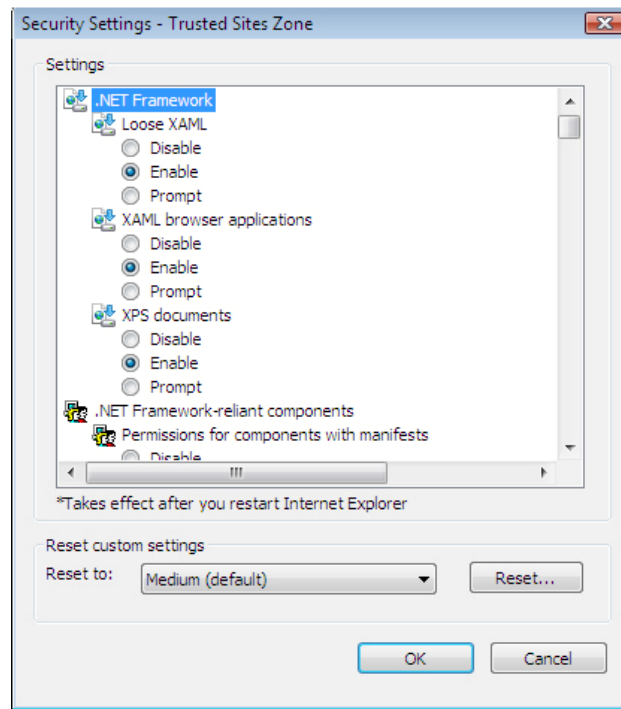 Security Settings - Trusted Sites Zone
Settings
.NET Framework
Loose XAML
Disable
Enable
Prompt
XAML browser applications
Disable
Enable
Prompt
XPS documents
Disable
Enable
Prompt
.NET Framework-reliant components
Permissions for components with manifests
Disable
*Takes effect after you restart Internet Explorer
Reset custom settings
Reset to: Medium (default) Reset...
OK Cancel